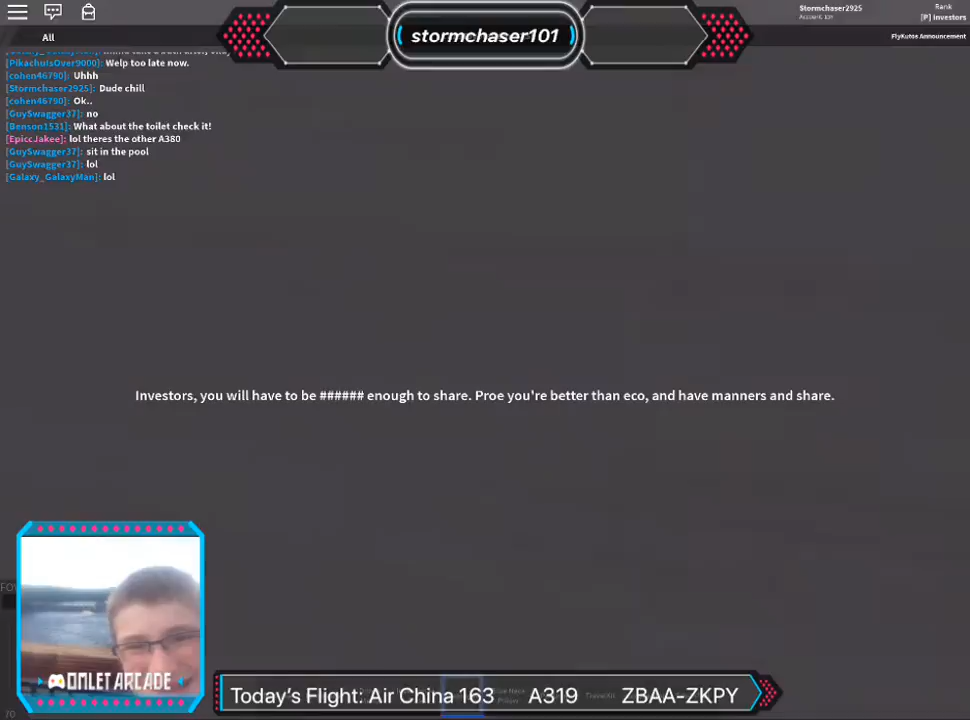 Stormchaser2925
Account: 10+
Rank
[P] Investors
All
stormchaser101
FlyKutos Announcement
[PikachuIsOver9000]: Welp too late now.
[cohen46790]: Uhhh
[Stormchaser2925]: Dude chill
[cohen46790]: Ok..
[GuySwagger37]: no
[Benson1531]: What about the toilet check it!
[EpiccJakee]: lol theres the other A380
[GuySwagger37]: sit in the pool
[GuySwagger37]: lol
[Galaxy_GalaxyMan]: lol
Investors, you will have to be ###### enough to share. Proe you're better than eco, and have manners and share.
OMLET ARCADE
Today's Flight: Air China 163 A319 ZBAA-ZKPY